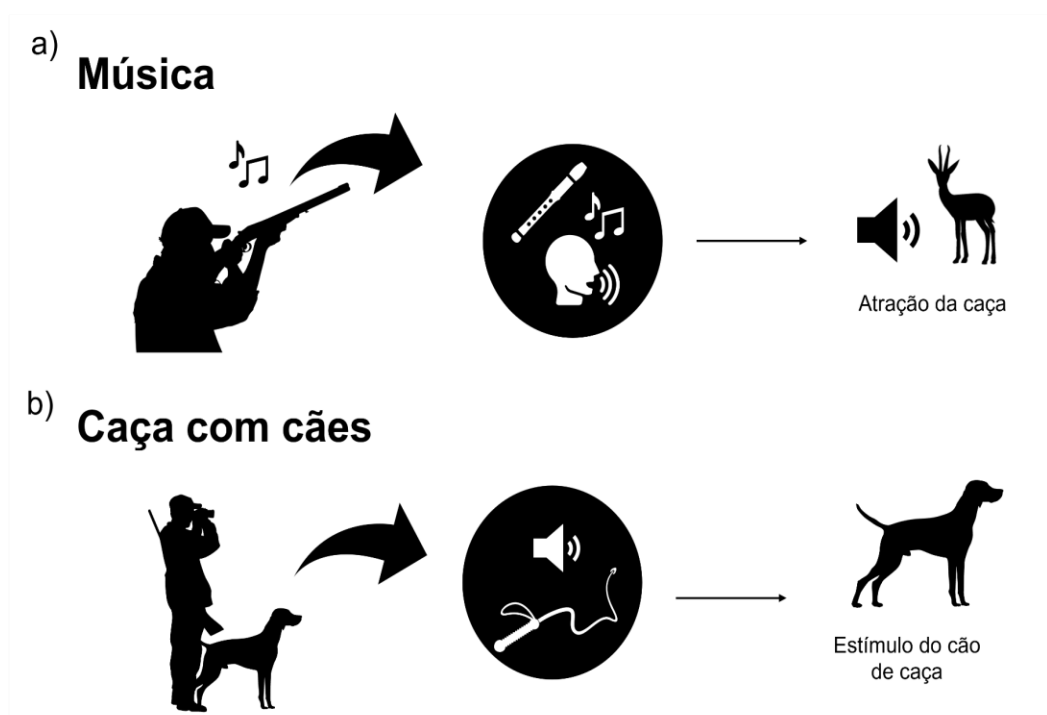 a)
Música
Atração da caça
b)
Caça com cães
Estímulo do cão
de caça